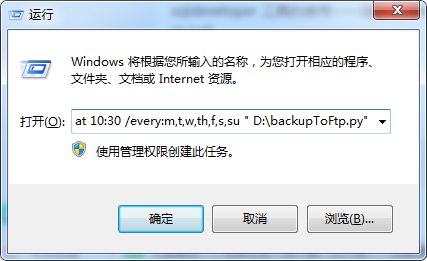 运行
Windows 将根据您所输入的名称，为您打开相应的程序、
文件夹、文档或 Internet 资源。
打开(O): at 10:30 /every:m,t,w,th,f,s,su " D:\backupToFtp.py"
使用管理权限创建此任务。
确定 取消 浏览(B)...